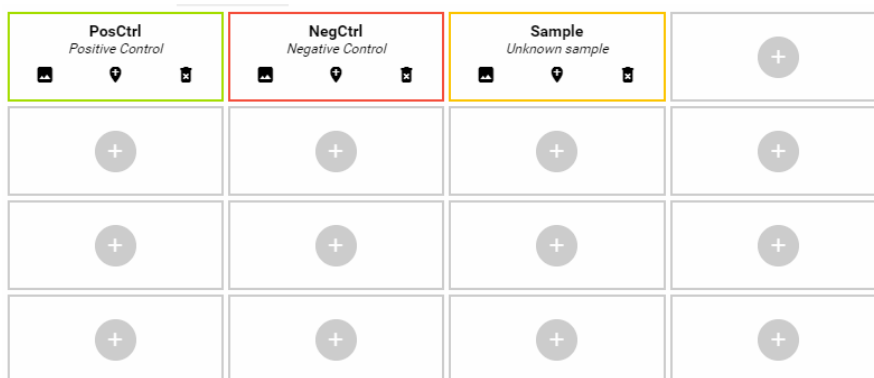 PosCtrl
Positive Control
NegCtrl
Negative Control
Sample
Unknown sample